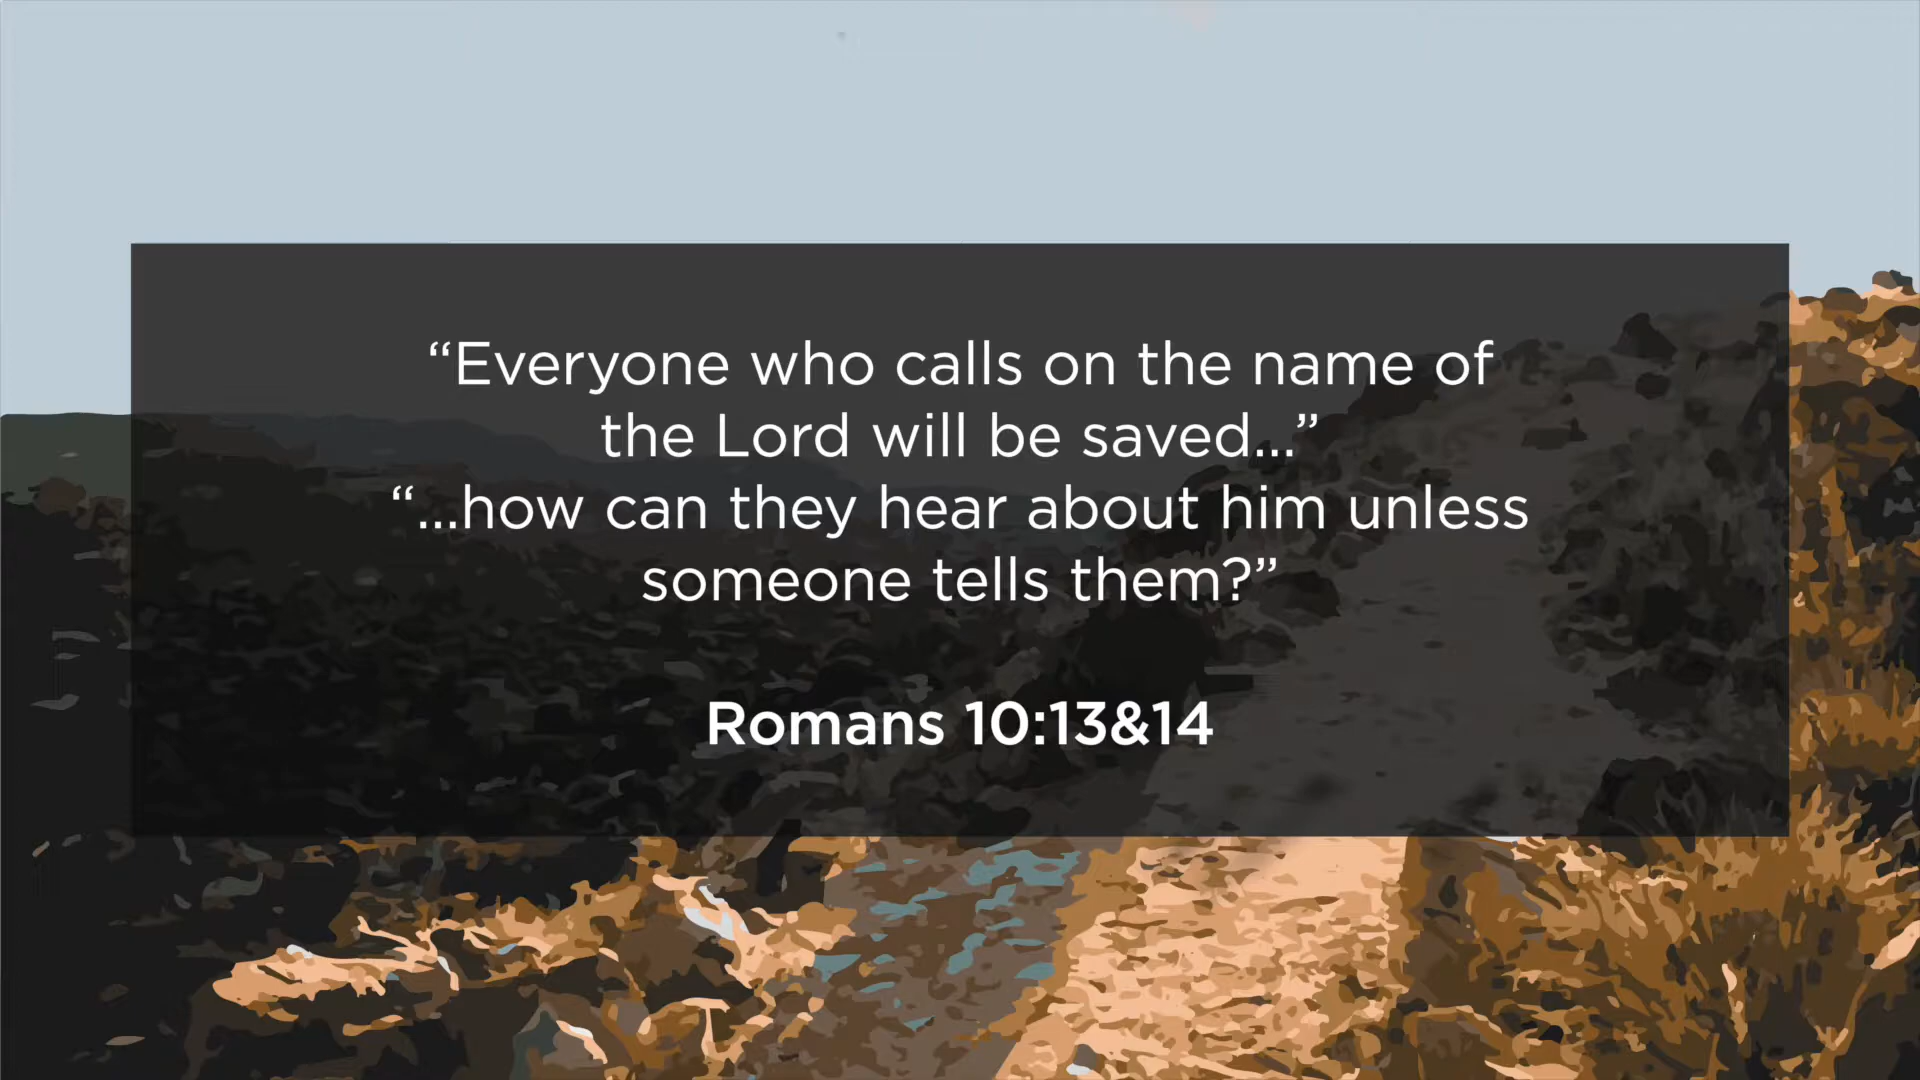 “Everyone who calls on the name of
the Lord will be saved...”
“...how can they hear about him unless
someone tells them?”
Romans 10:13&14